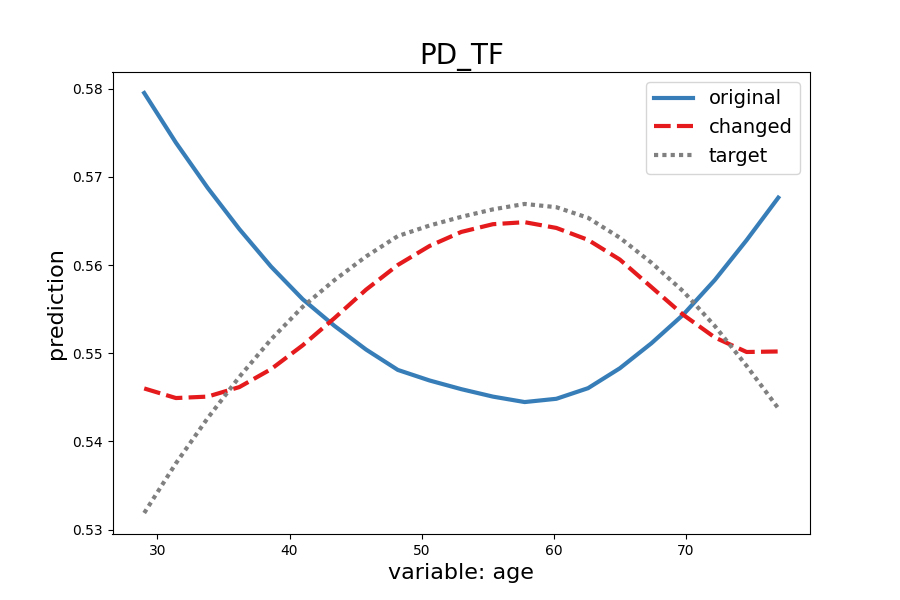 PD_TF
0.58
0.57
0.56
0.55
0.54
0.53
prediction
original
changed
target
30 40 50 60 70
variable: age